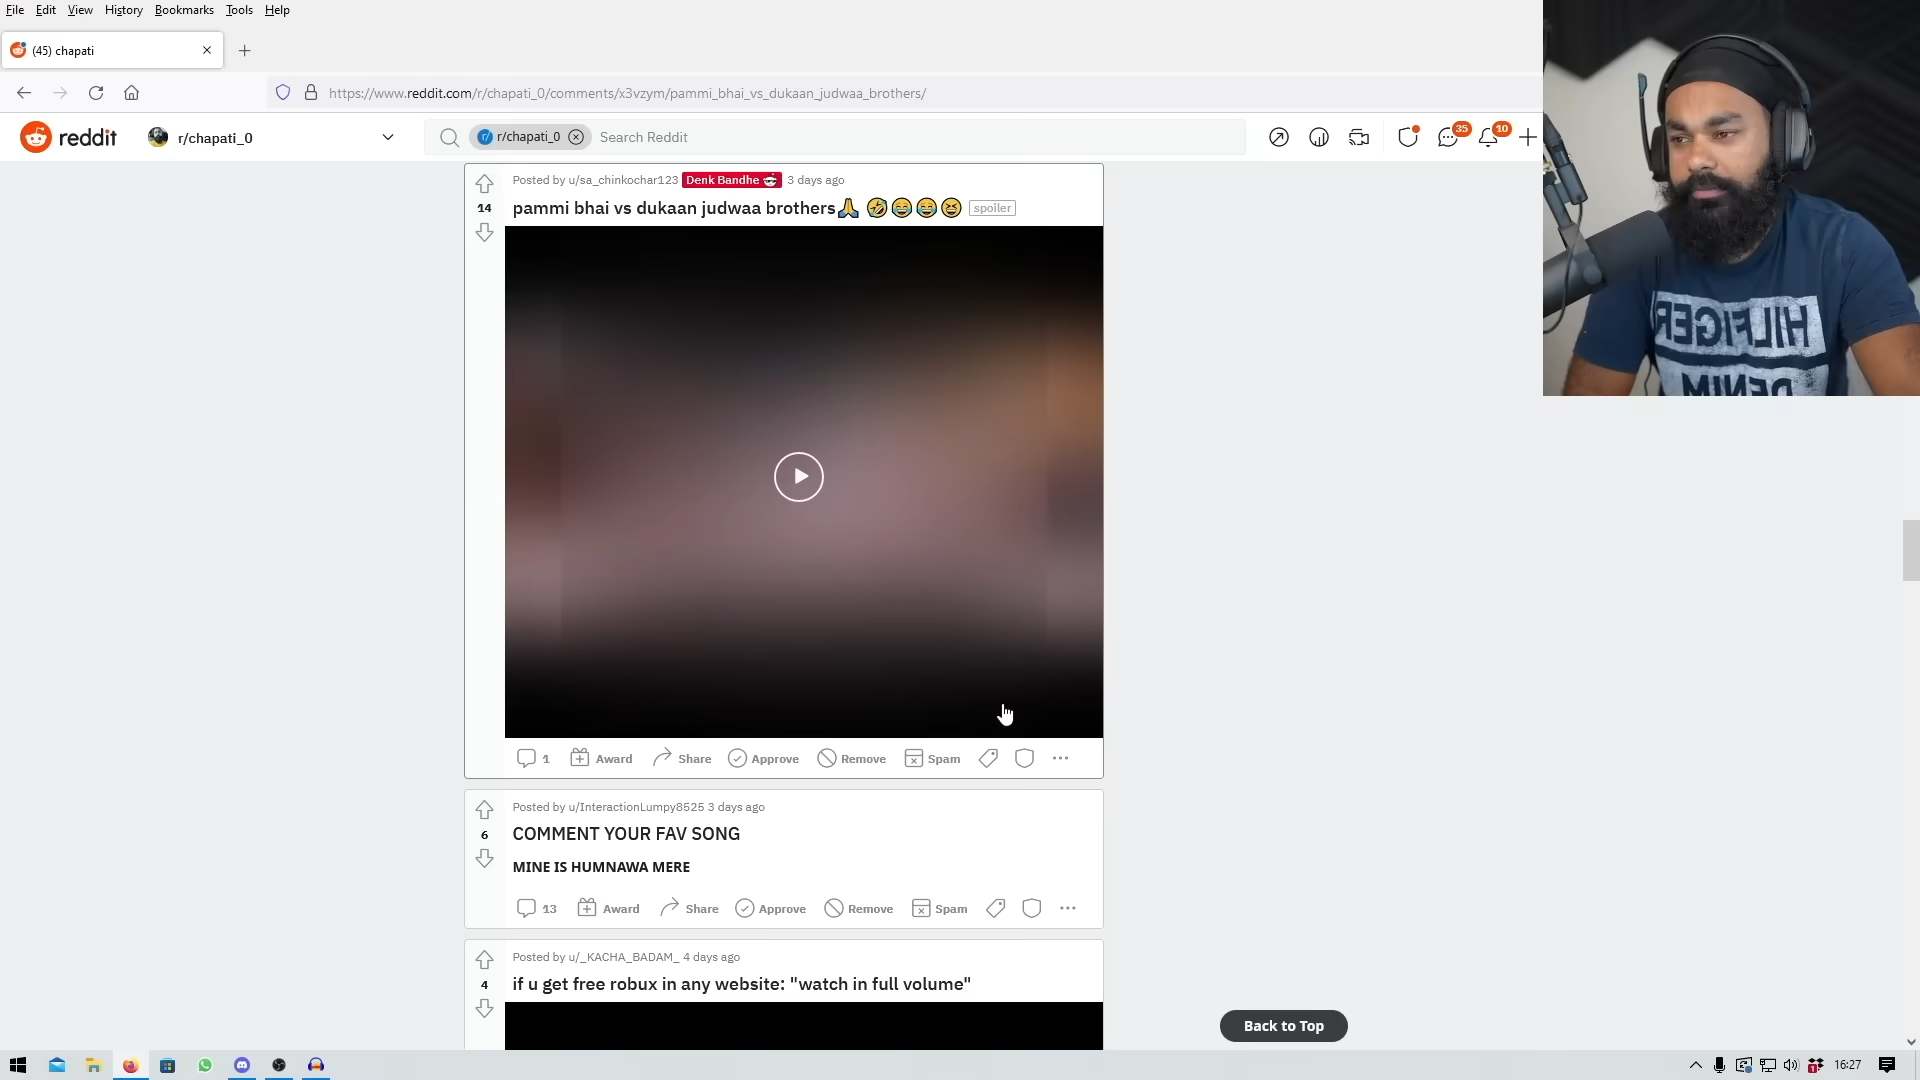 File Edit View History Bookmarks Tools Help
(45) chapati
https://www.reddit.com/r/chapati_0/comments/x3vzym/pammi_bhai_vs_dukaan_judwaa_brothers/
reddit r/chapati_0 r/ r/chapati_0 Search Reddit 35 10
Posted by u/sa_chinkochar123 Denk Bandhe 3 days ago
14 pammi bhai vs dukaan judwaa brothers🙏 🤣😂😂😆 spoiler
1 Award Share Approve Remove Spam
Posted by u/InteractionLumpy8525 3 days ago
6 COMMENT YOUR FAV SONG
MINE IS HUMNAWA MERE
13 Award Share Approve Remove Spam
Posted by u/_KACHA_BADAM_ 4 days ago
4 if u get free robux in any website: "watch in full volume"
Back to Top
1 16:27
HILFIGER
DENIM